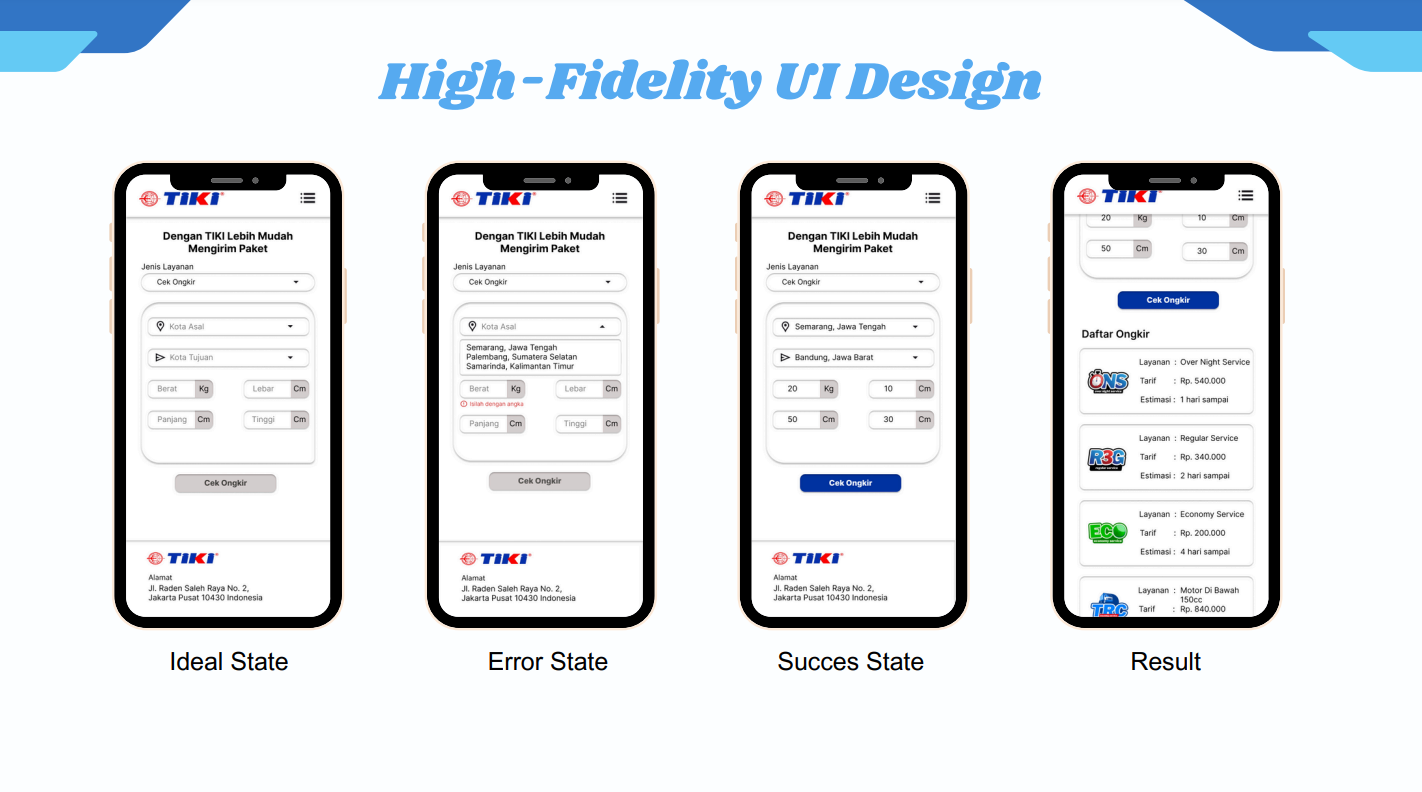 High-Fidelity UI Design
TIKI
Dengan TIKI Lebih Mudah
Mengirim Paket
Jenis Layanan
Cek Ongkir
Kota Asal
Kota Tujuan
Berat Kg Lebar Cm
Panjang Cm Tinggi Cm
Cek Ongkir
TIKI
Alamat
Jl. Raden Saleh Raya No. 2,
Jakarta Pusat 10430 Indonesia
Ideal State
TIKI
Dengan TIKI Lebih Mudah
Mengirim Paket
Jenis Layanan
Cek Ongkir
Kota Asal
Semarang, Jawa Tengah
Palembang, Sumatera Selatan
Samarinda, Kalimantan Timur
Berat Kg Lebar Cm
Isilah dengan angka
Panjang Cm Tinggi Cm
Cek Ongkir
TIKI
Alamat
Jl. Raden Saleh Raya No. 2,
Jakarta Pusat 10430 Indonesia
Error State
TIKI
Dengan TIKI Lebih Mudah
Mengirim Paket
Jenis Layanan
Cek Ongkir
Semarang, Jawa Tengah
Bandung, Jawa Barat
20 Kg 10 Cm
50 Cm 30 Cm
Cek Ongkir
TIKI
Alamat
Jl. Raden Saleh Raya No. 2,
Jakarta Pusat 10430 Indonesia
Succes State
TIKI
20 Kg 10 Cm
50 Cm 30 Cm
Cek Ongkir
Daftar Ongkir
ONS
Layanan : Over Night Service
Tarif : Rp. 540.000
Estimasi : 1 hari sampai
R3G
regular service
Layanan : Regular Service
Tarif : Rp. 340.000
Estimasi : 2 hari sampai
ECO
economy service
Layanan : Economy Service
Tarif : Rp. 200.000
Estimasi : 4 hari sampai
TRC
Layanan : Motor Di Bawah
150cc
Tarif : Rp. 840.000
Result